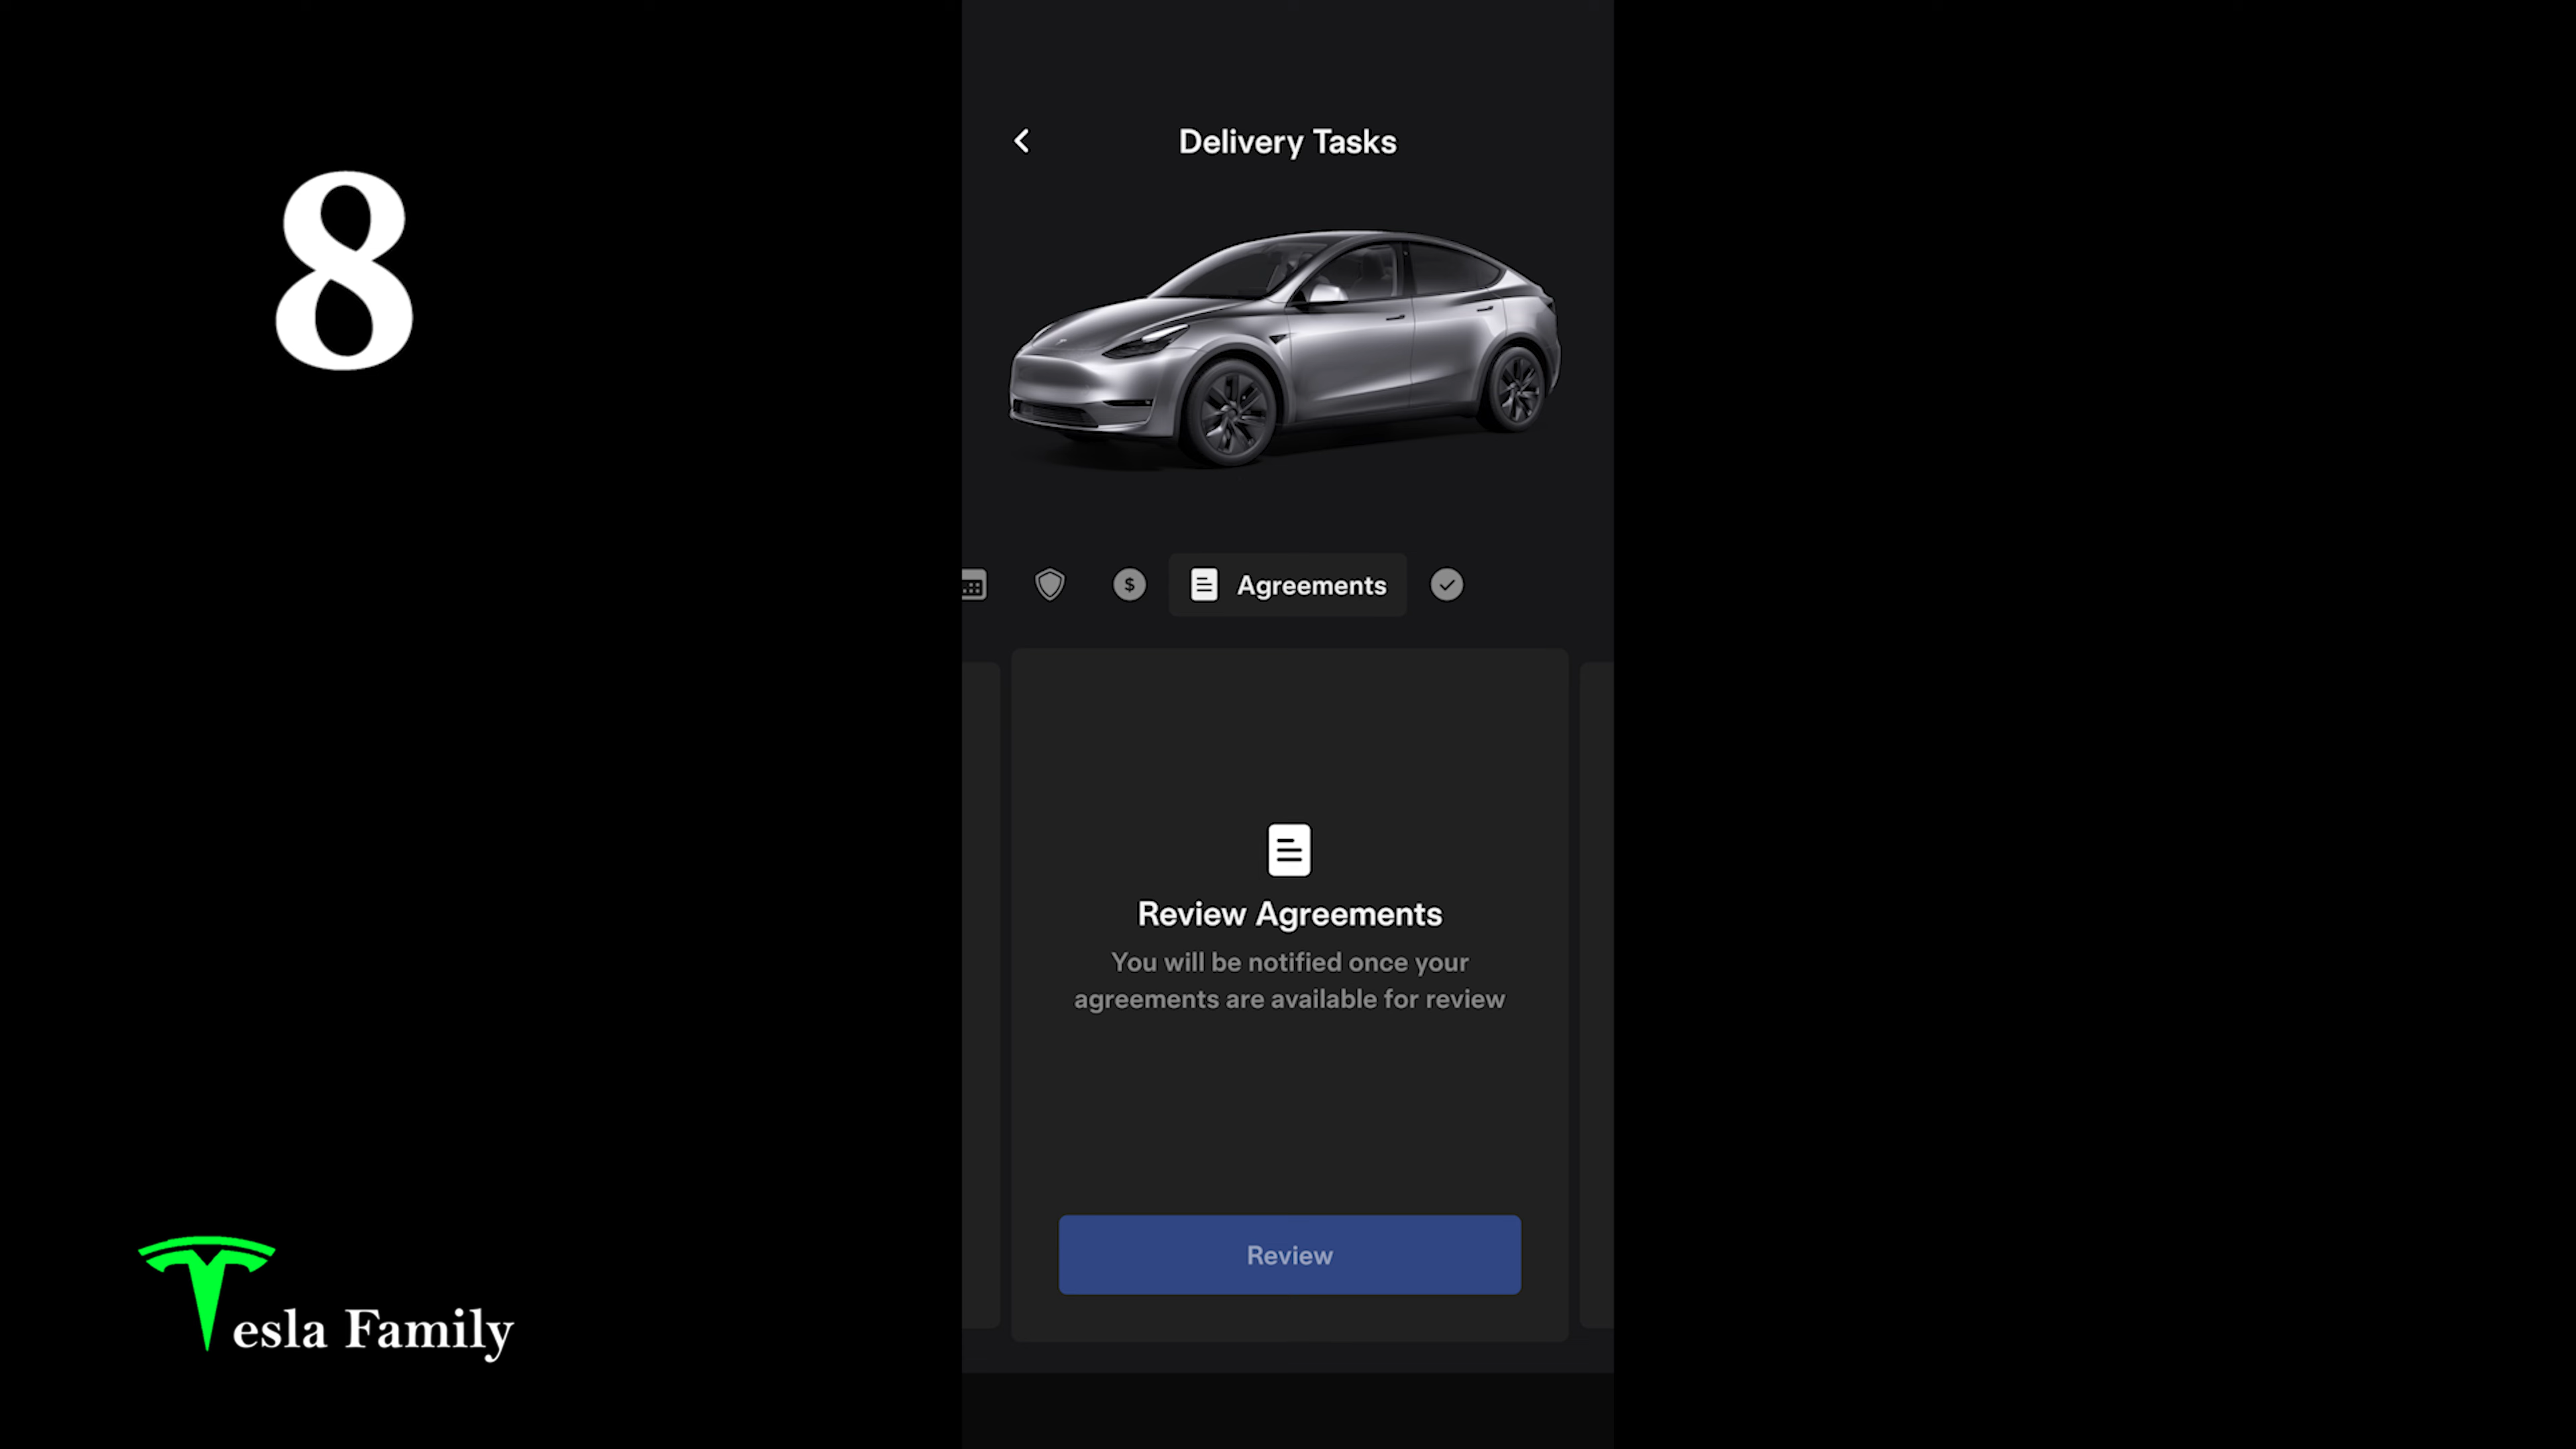 8
Delivery Tasks
$
Agreements
Review Agreements
You will be notified once your
agreements are available for review
Review
Tesla Family